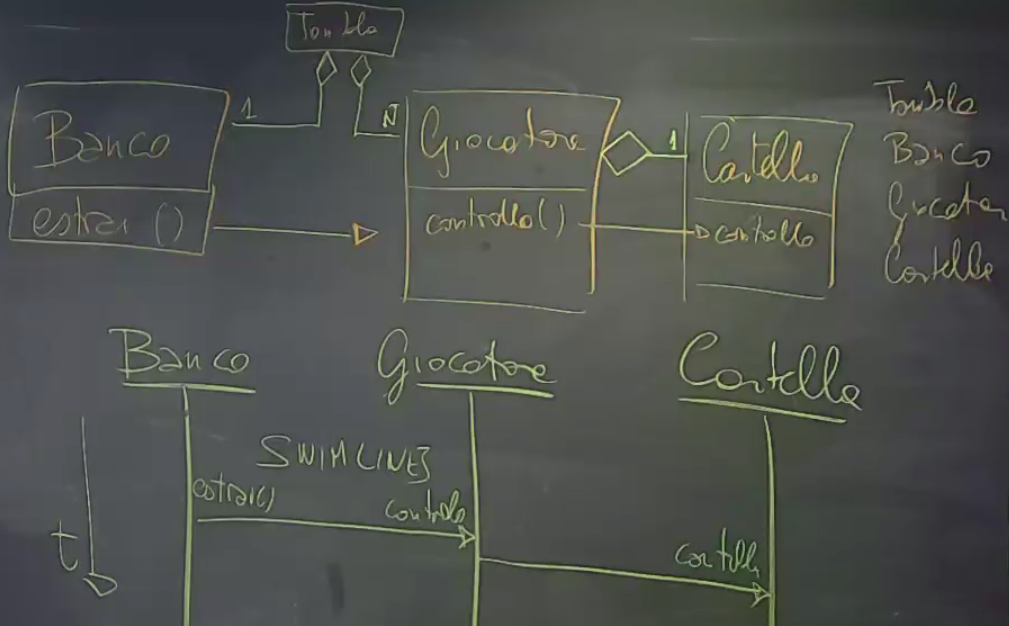 Tombola
1
N
Banco
estrai ()
Giocatore
controllo()
1
Cartella
controllo
Tombola
Banco
Giocatore
Cartella
Banco
Giocatore
Cartella
SWIMLINES
estrai()
controllo
t